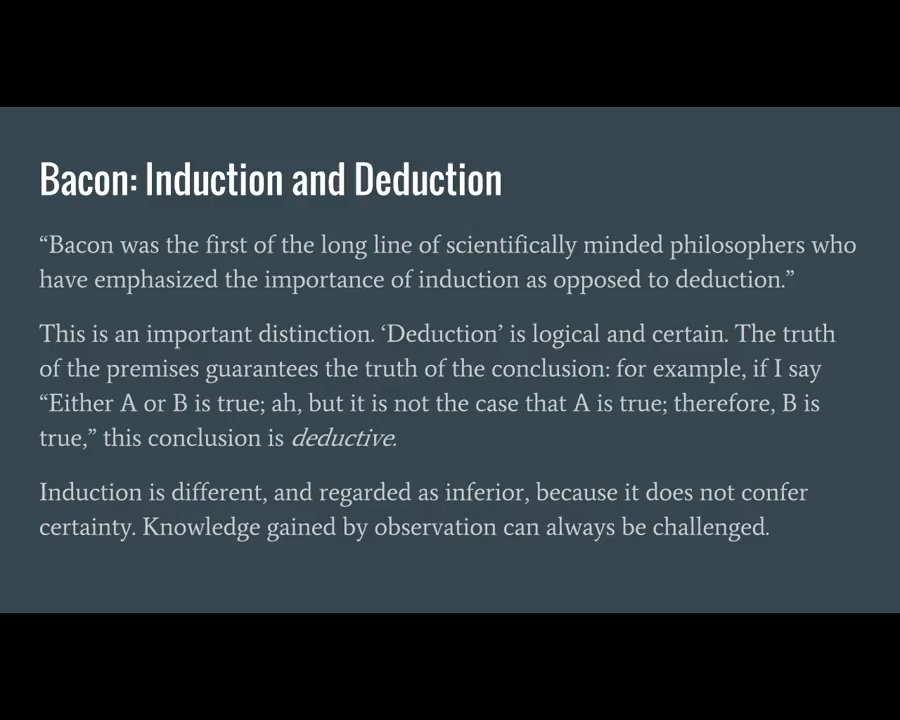 Bacon: Induction and Deduction
“Bacon was the first of the long line of scientifically minded philosophers who
have emphasized the importance of induction as opposed to deduction.”
This is an important distinction. ‘Deduction’ is logical and certain. The truth
of the premises guarantees the truth of the conclusion: for example, if I say
“Either A or B is true; ah, but it is not the case that A is true; therefore, B is
true,” this conclusion is deductive.
Induction is different, and regarded as inferior, because it does not confer
certainty. Knowledge gained by observation can always be challenged.